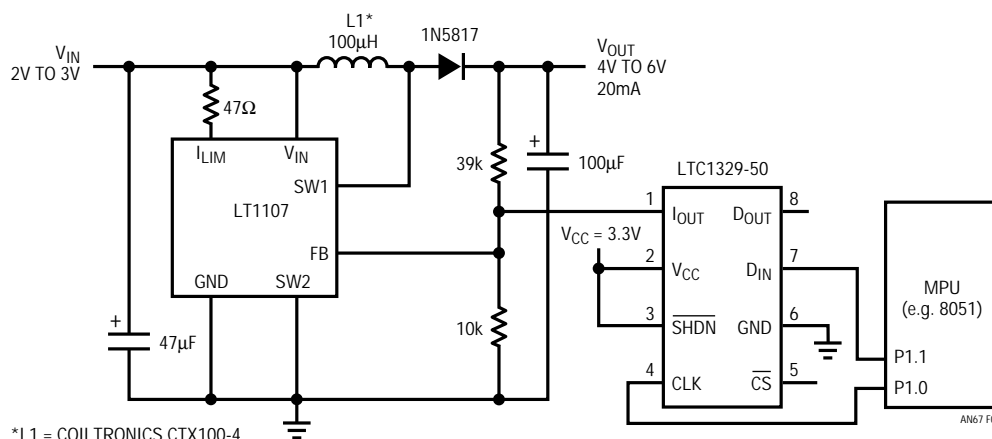 L1*
100µH
1N5817
VIN
2V TO 3V
VOUT
4V TO 6V
20mA
47Ω
ILIM
VIN
SW1
LT1107
FB
GND
SW2
39k
100µF
+
10k
+
47µF
LTC1329-50
VCC = 3.3V
1
IOUT
DOUT
8
2
VCC
DIN
7
3
SHDN
GND
6
4
CLK
CS
5
MPU
(e.g. 8051)
P1.1
P1.0
*L1 = COILTRONICS CTX100-4